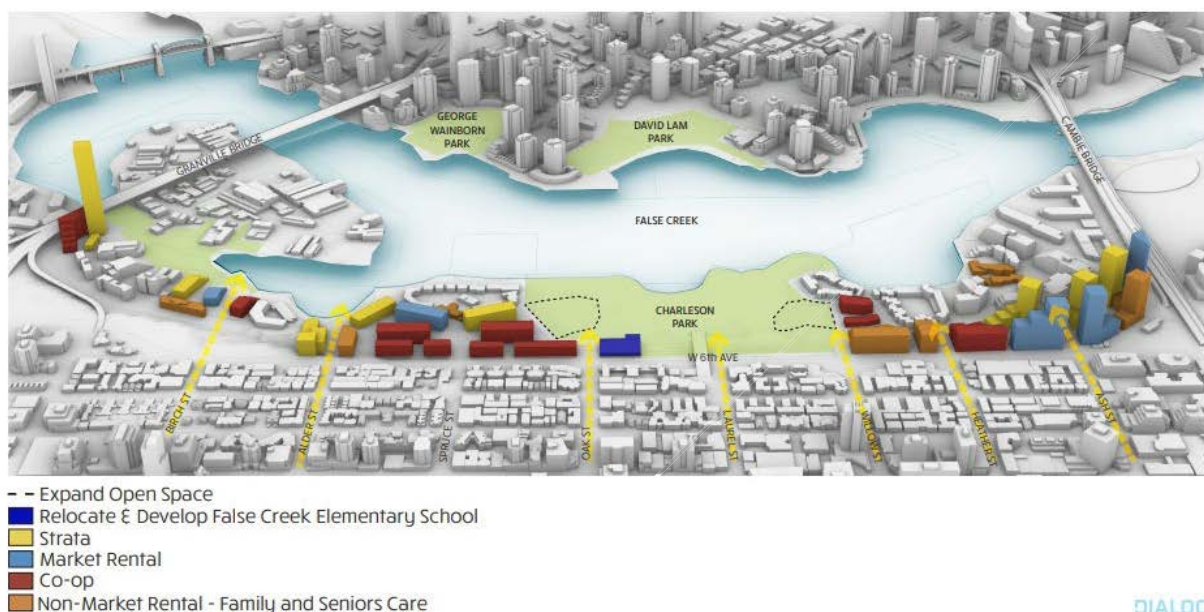 GRANVILLE BRIDGE
GEORGE
WAINBORN
PARK
DAVID LAM
PARK
CAMBIE BRIDGE
FALSE CREEK
CHARLESON
PARK
W 6th AVE
BIRCH ST
ALDER ST
SPRUCE ST
OAK ST
LAUREL ST
WILLOW ST
HEATHER ST
ASH ST
Expand Open Space
Relocate & Develop False Creek Elementary School
Strata
Market Rental
Co-op
Non-Market Rental - Family and Seniors Care